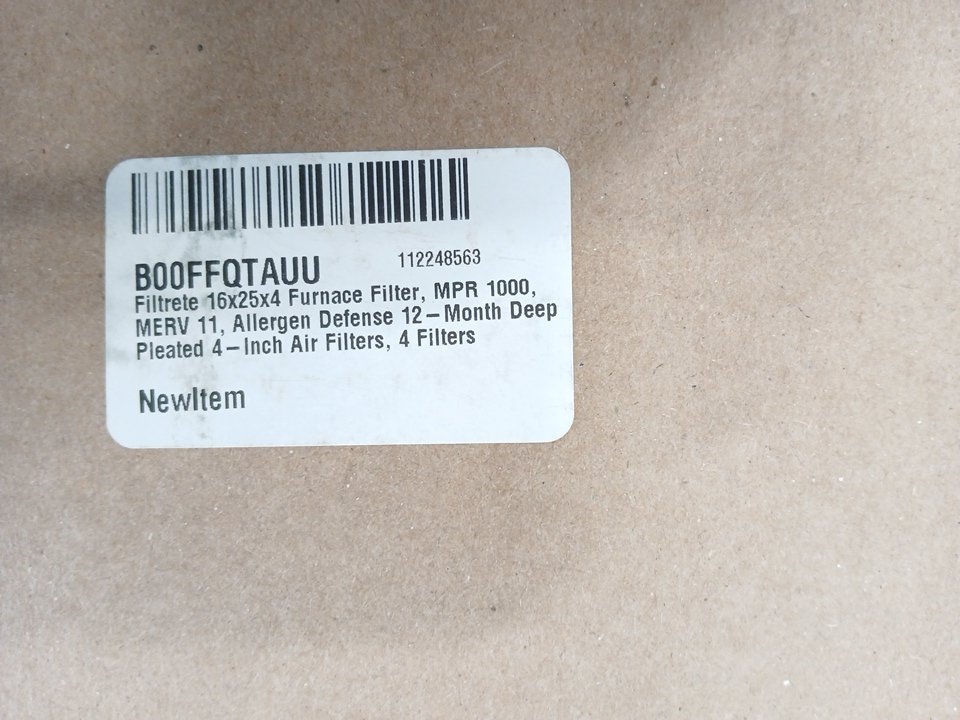 B00FFQTAUU 112248563
Filtrete 16x25x4 Furnace Filter, MPR 1000,
MERV 11, Allergen Defense 12-Month Deep
Pleated 4-Inch Air Filters, 4 Filters
NewItem